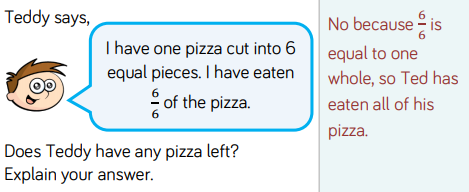 Teddy says,
I have one pizza cut into 6
equal pieces. I have eaten
6/6 of the pizza.
Does Teddy have any pizza left?
Explain your answer.
No because 6/6 is
equal to one
whole, so Ted has
eaten all of his
pizza.